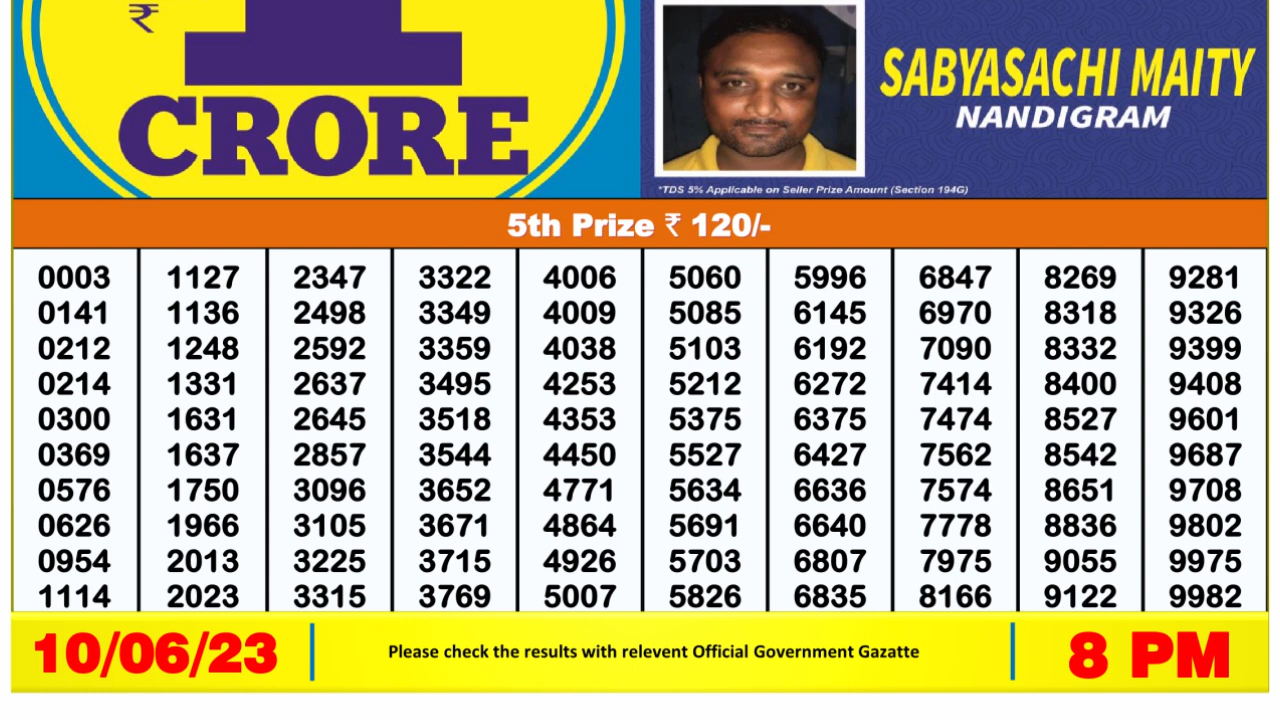 ₹
1
CRORE
SABYASACHI MAITY
NANDIGRAM
*TDS 5% Applicable on Seller Prize Amount (Section 194G)
5th Prize ₹ 120/-
0003 1127 2347 3322 4006 5060 5996 6847 8269 9281
0141 1136 2498 3349 4009 5085 6145 6970 8318 9326
0212 1248 2592 3359 4038 5103 6192 7090 8332 9399
0214 1331 2637 3495 4253 5212 6272 7414 8400 9408
0300 1631 2645 3518 4353 5375 6375 7474 8527 9601
0369 1637 2857 3544 4450 5527 6427 7562 8542 9687
0576 1750 3096 3652 4771 5634 6636 7574 8651 9708
0626 1966 3105 3671 4864 5691 6640 7778 8836 9802
0954 2013 3225 3715 4926 5703 6807 7975 9055 9975
1114 2023 3315 3769 5007 5826 6835 8166 9122 9982
10/06/23 Please check the results with relevent Official Government Gazatte 8 PM